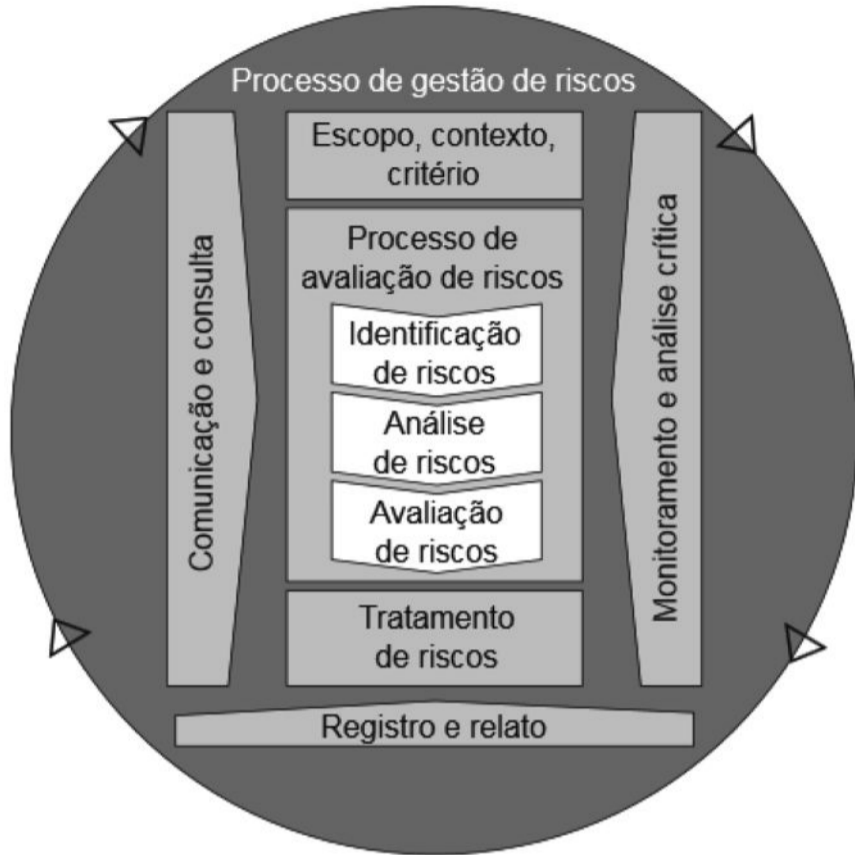 Processo de gestão de riscos
Escopo, contexto,
critério
Comunicação e consulta
Processo de
avaliação de riscos
Identificação
de riscos
Análise
de riscos
Avaliação
de riscos
Monitoramento e análise crítica
Tratamento
de riscos
Registro e relato